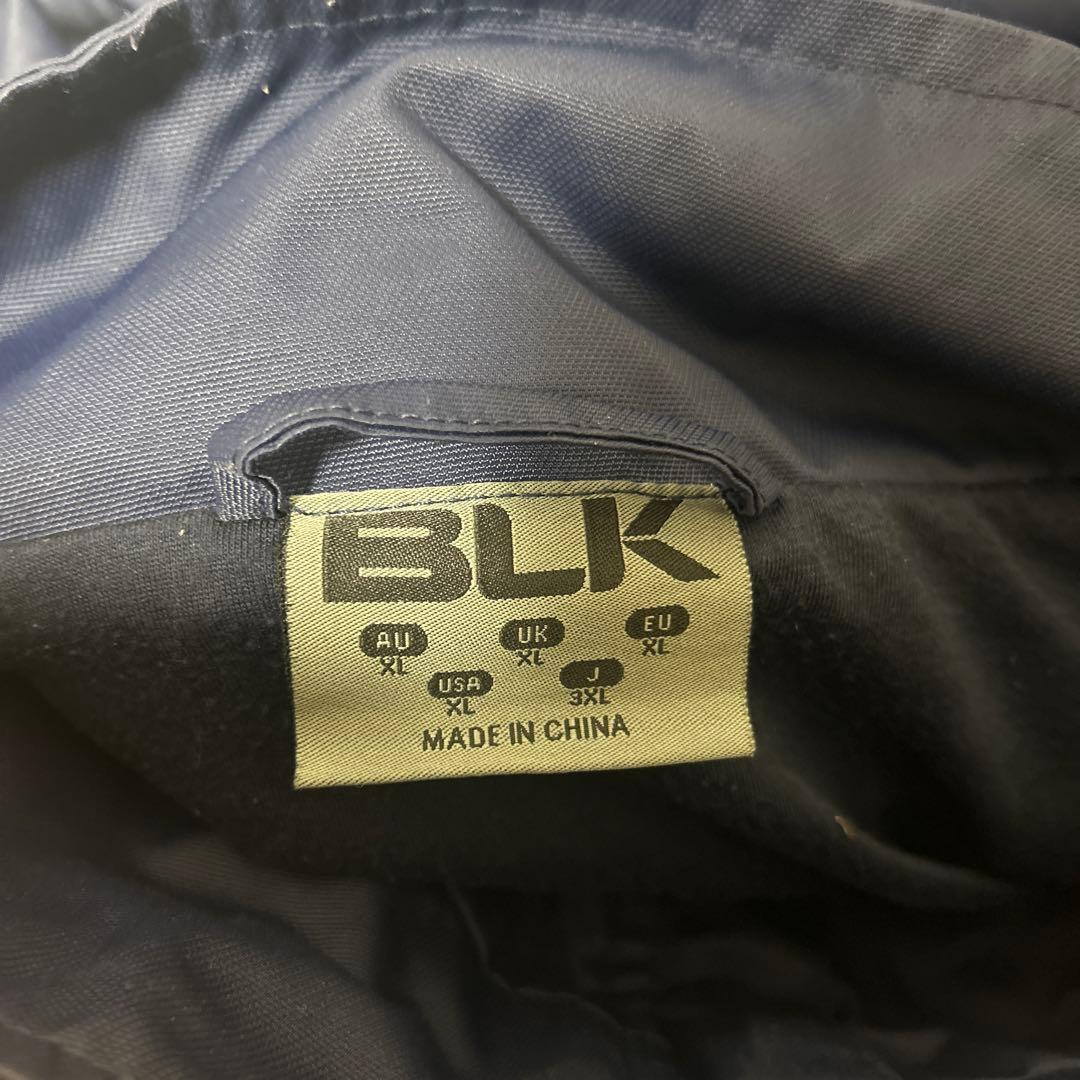 BLK
AU UK EU
XL XL XL
USA J
XL 3XL
MADE IN CHINA